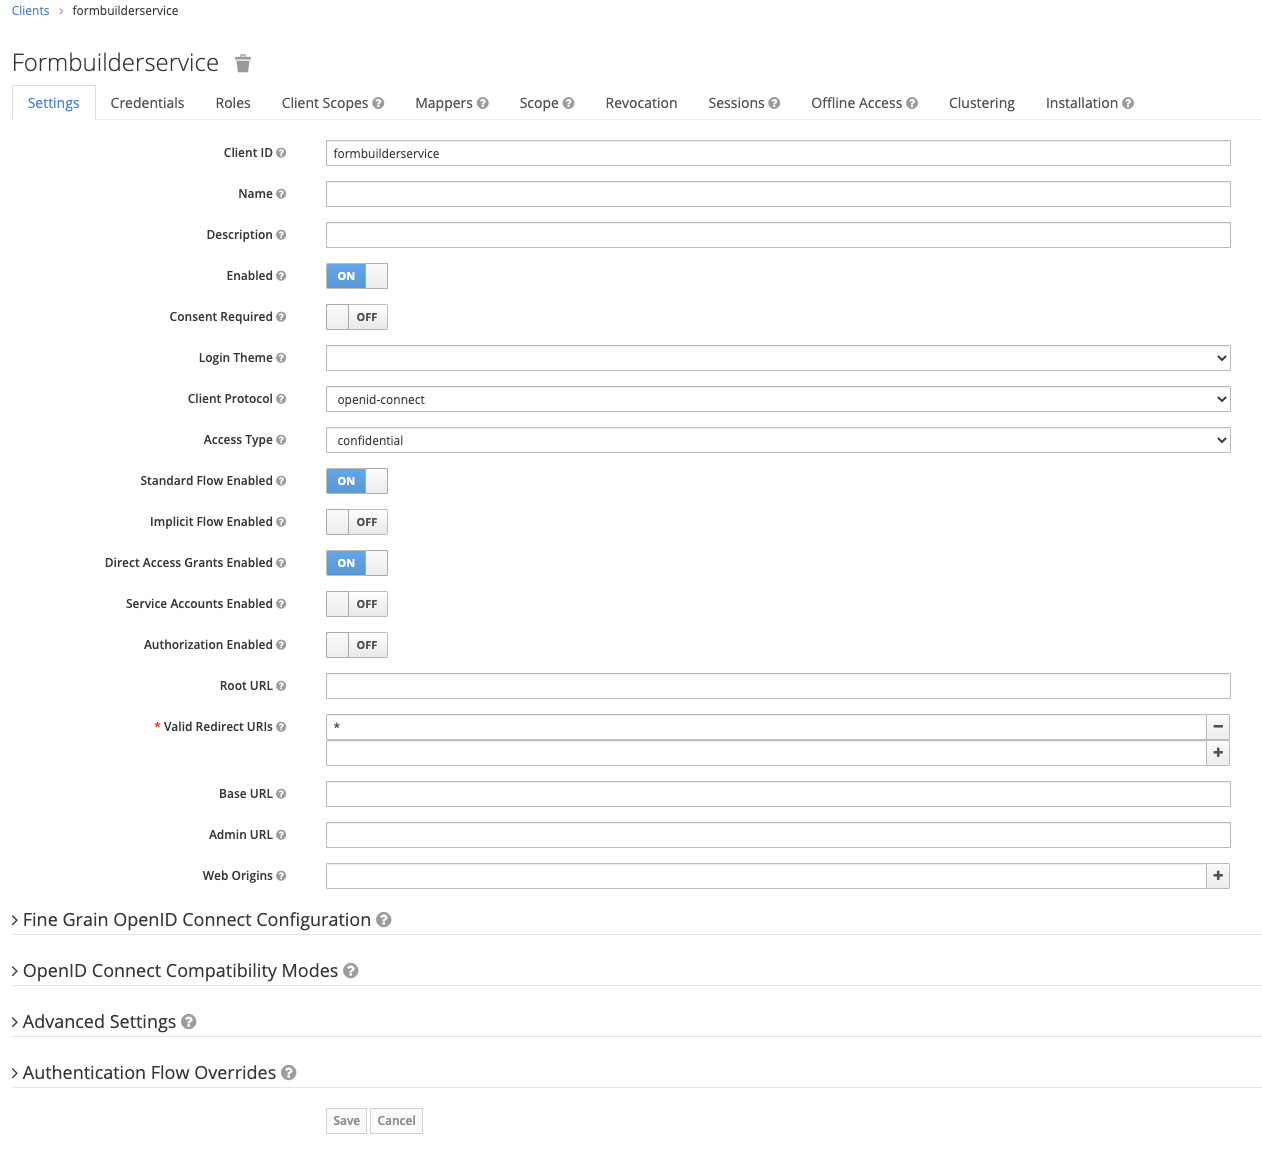 Clients > formbuilderservice
Formbuilderservice
Settings Credentials Roles Client Scopes Mappers Scope Revocation Sessions Offline Access Clustering Installation
Client ID formbuilderservice
Name
Description
Enabled ON
Consent Required OFF
Login Theme
Client Protocol openid-connect
Access Type confidential
Standard Flow Enabled ON
Implicit Flow Enabled OFF
Direct Access Grants Enabled ON
Service Accounts Enabled OFF
Authorization Enabled OFF
Root URL
* Valid Redirect URIs *
Base URL
Admin URL
Web Origins
Fine Grain OpenID Connect Configuration
OpenID Connect Compatibility Modes
Advanced Settings
Authentication Flow Overrides
Save Cancel